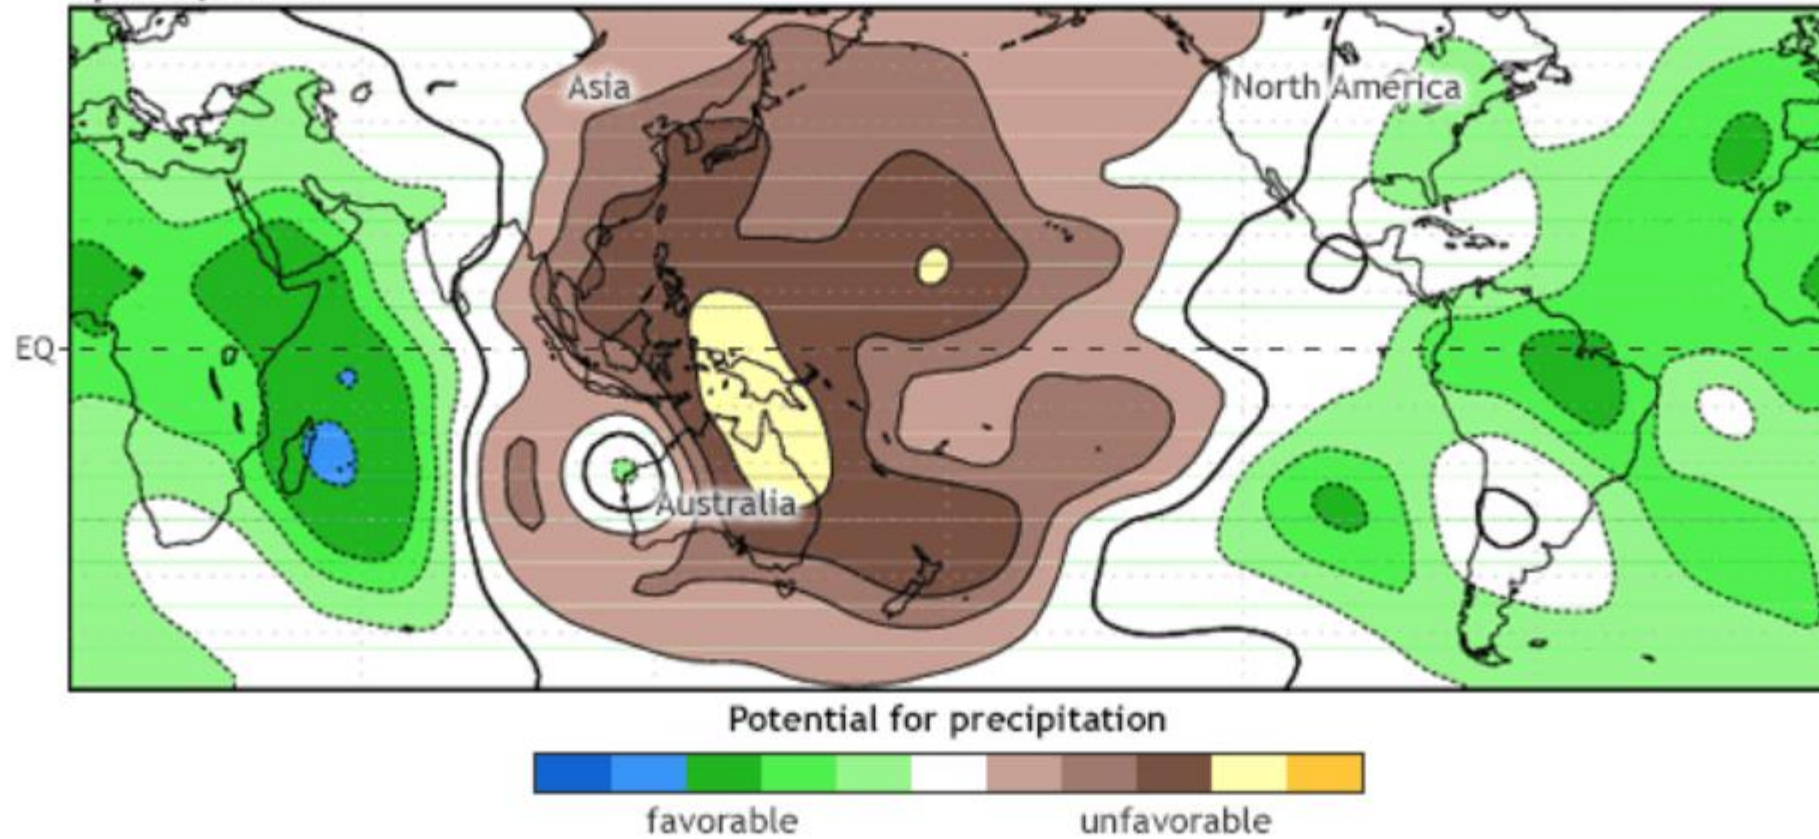 Asia
North America
EQ
Australia
Potential for precipitation
favorable
unfavorable